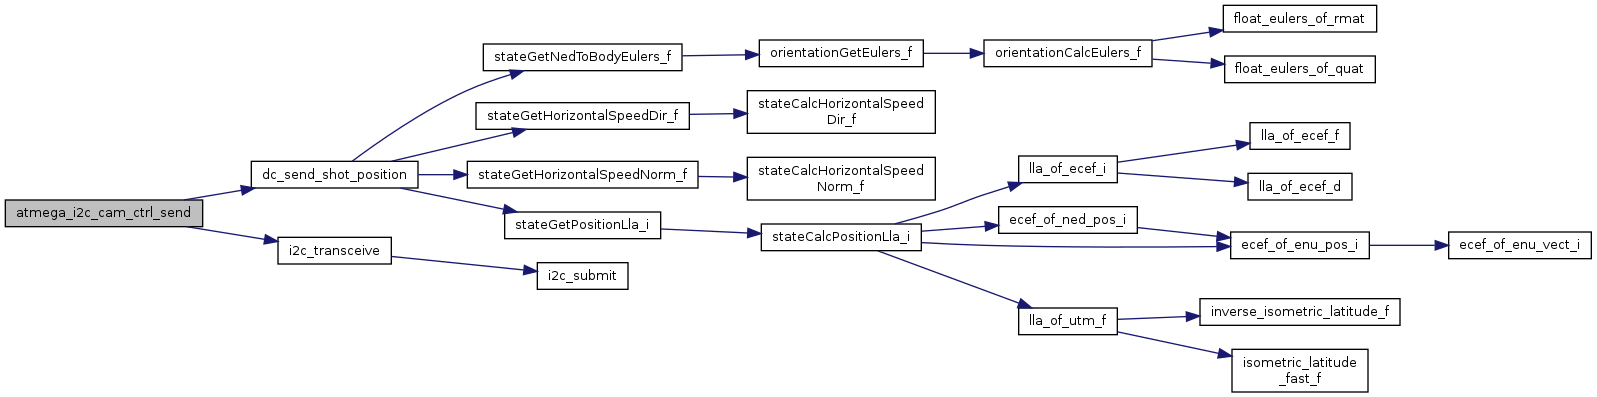 atmega_i2c_cam_ctrl_send
dc_send_shot_position
i2c_transceive
stateGetNedToBodyEulers_f
stateGetHorizontalSpeedDir_f
stateGetHorizontalSpeedNorm_f
stateGetPositionLla_i
i2c_submit
orientationGetEulers_f
stateCalcHorizontalSpeed
Dir_f
stateCalcHorizontalSpeed
Norm_f
stateCalcPositionLla_i
orientationCalcEulers_f
lla_of_ecef_i
ecef_of_ned_pos_i
lla_of_utm_f
float_eulers_of_rmat
float_eulers_of_quat
lla_of_ecef_f
lla_of_ecef_d
ecef_of_enu_pos_i
inverse_isometric_latitude_f
isometric_latitude
_fast_f
ecef_of_enu_vect_i